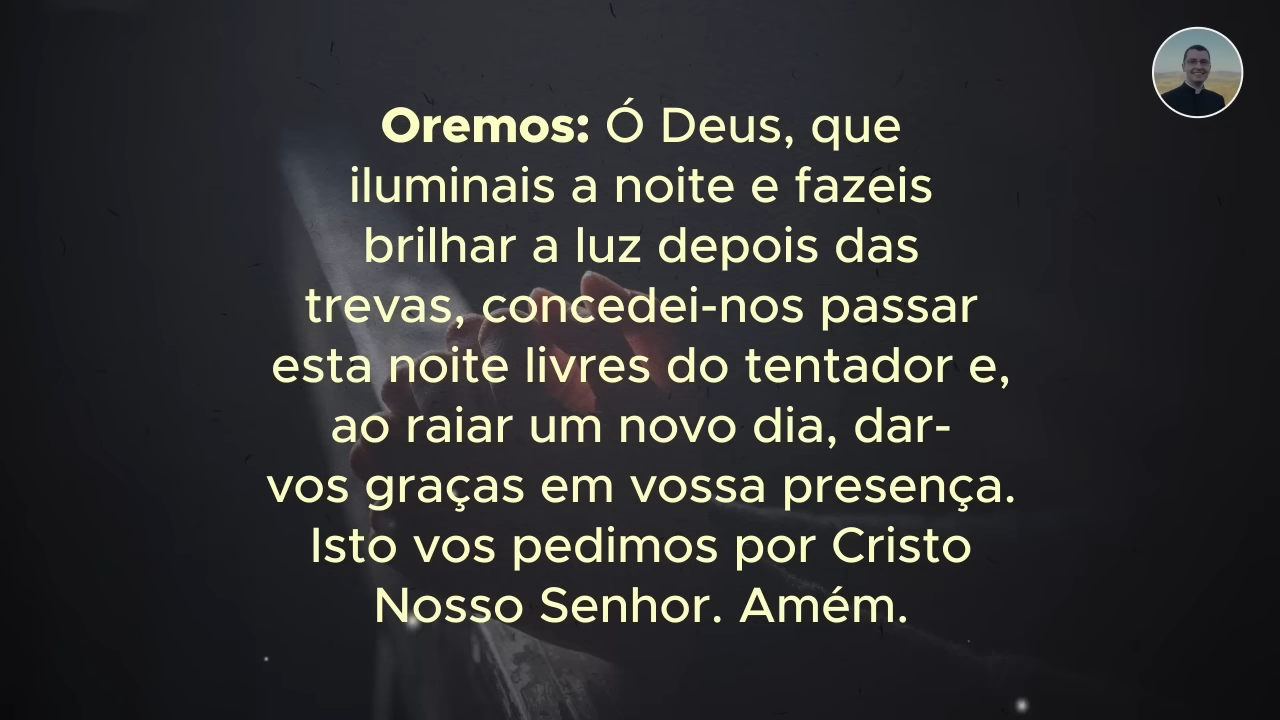 Oremos: Ó Deus, que
iluminais a noite e fazeis
brilhar a luz depois das
trevas, concedei-nos passar
esta noite livres do tentador e,
ao raiar um novo dia, dar-
vos graças em vossa presença.
Isto vos pedimos por Cristo
Nosso Senhor. Amém.